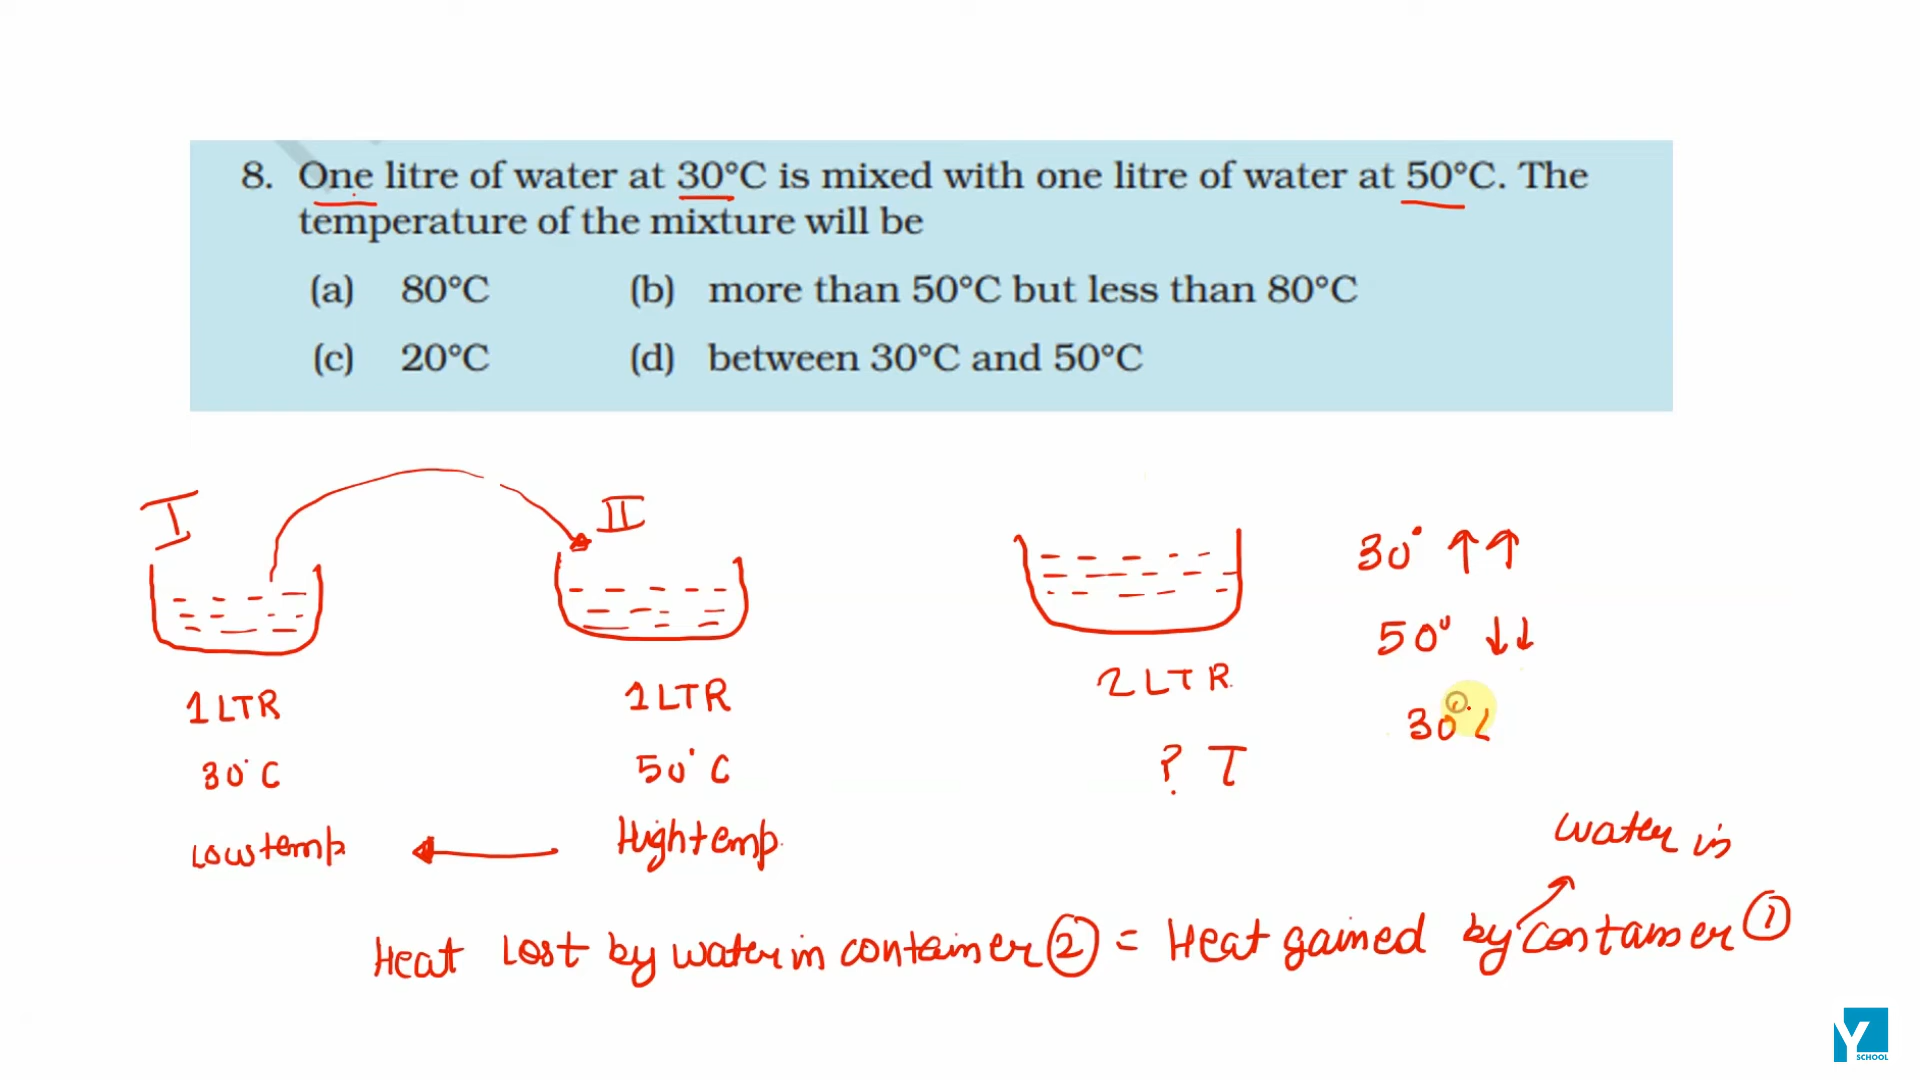 8. One litre of water at 30°C is mixed with one litre of water at 50°C. The
temperature of the mixture will be
(a) 80°C (b) more than 50°C but less than 80°C
(c) 20°C (d) between 30°C and 50°C
I
II
1 LTR
30°C
Low temp
1 LTR
50°C
High temp
2 LTR
? T
30° ↑↑
50° ↓↓
30°
water in
Heat Lost by water in container ② = Heat gained by container ①
Y
SCHOOL